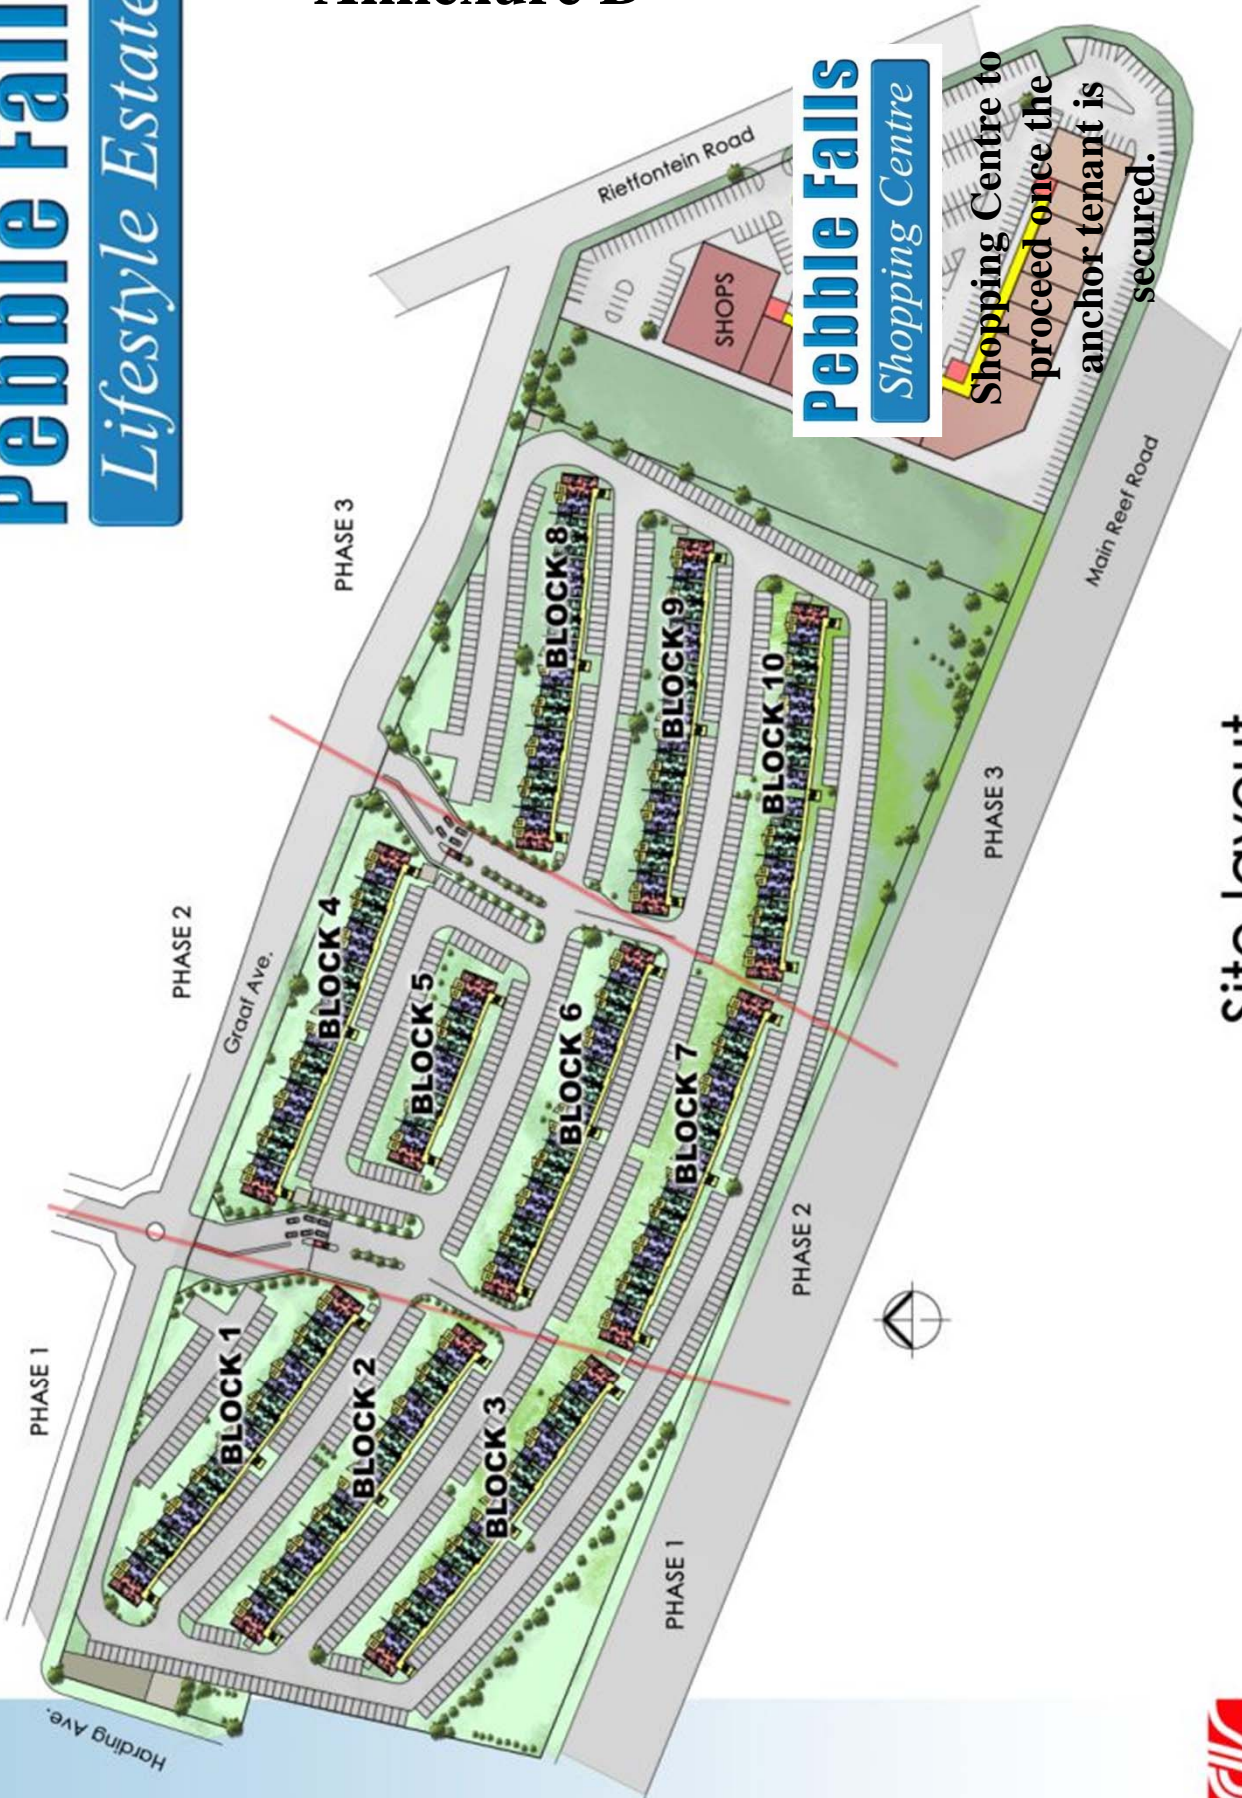 Pebble Fall
Lifestyle Estate
PHASE 1
PHASE 2
PHASE 3
Harding Ave.
Graaf Ave.
Rietfontein Road
BLOCK 1
BLOCK 2
BLOCK 3
BLOCK 4
BLOCK 5
BLOCK 6
BLOCK 7
BLOCK 8
BLOCK 9
BLOCK 10
SHOPS
Pebble Falls
Shopping Centre
Shopping Centre to
proceed once the
anchor tenant is
secured.
Main Reef Road
PHASE 1
PHASE 2
PHASE 3
Site layout